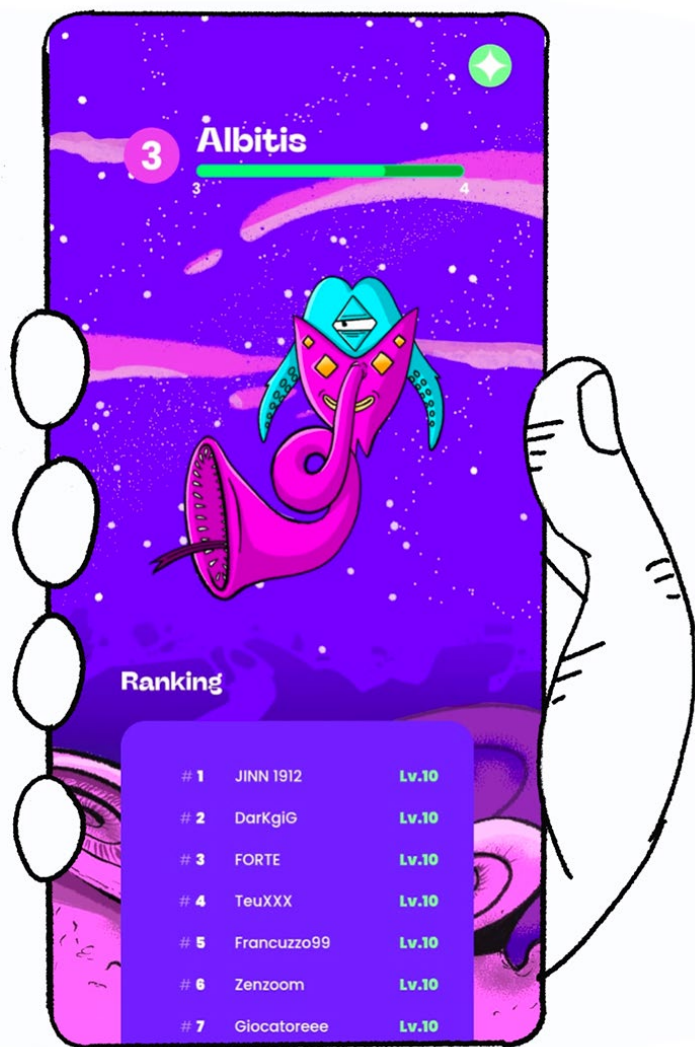 3
Albitis
3 4
Ranking
#1 JINN 1912 Lv.10
#2 DarKgiG Lv.10
#3 FORTE Lv.10
#4 TeuXXX Lv.10
#5 Francuzzo99 Lv.10
#6 Zenzoom Lv.10
#7 Giocatoreee Lv.10